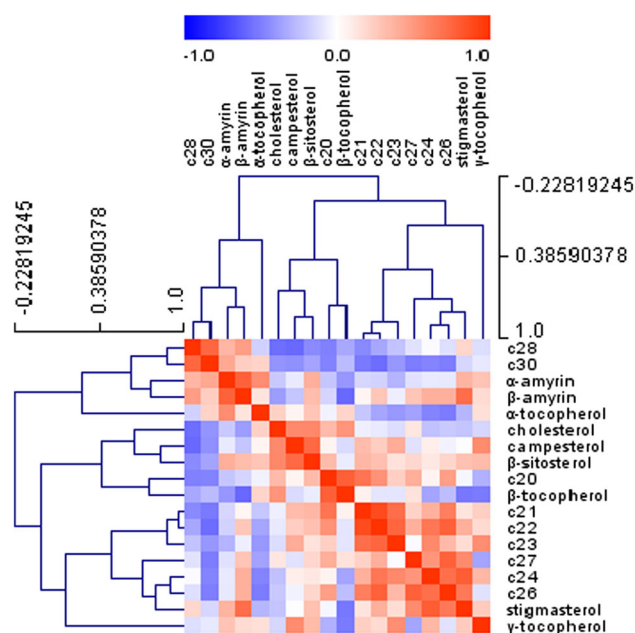 -1.0 0.0 1.0
c28
c30
α-amyrin
β-amyrin
α-tocopherol
cholesterol
campesterol
β-sitosterol
c20
β-tocopherol
c21
c22
c23
c27
c24
c26
stigmasterol
γ-tocopherol
-0.22819245
0.38590378
1.0
-0.22819245
0.38590378
1.0
c28
c30
α-amyrin
β-amyrin
α-tocopherol
cholesterol
campesterol
β-sitosterol
c20
β-tocopherol
c21
c22
c23
c27
c24
c26
stigmasterol
γ-tocopherol